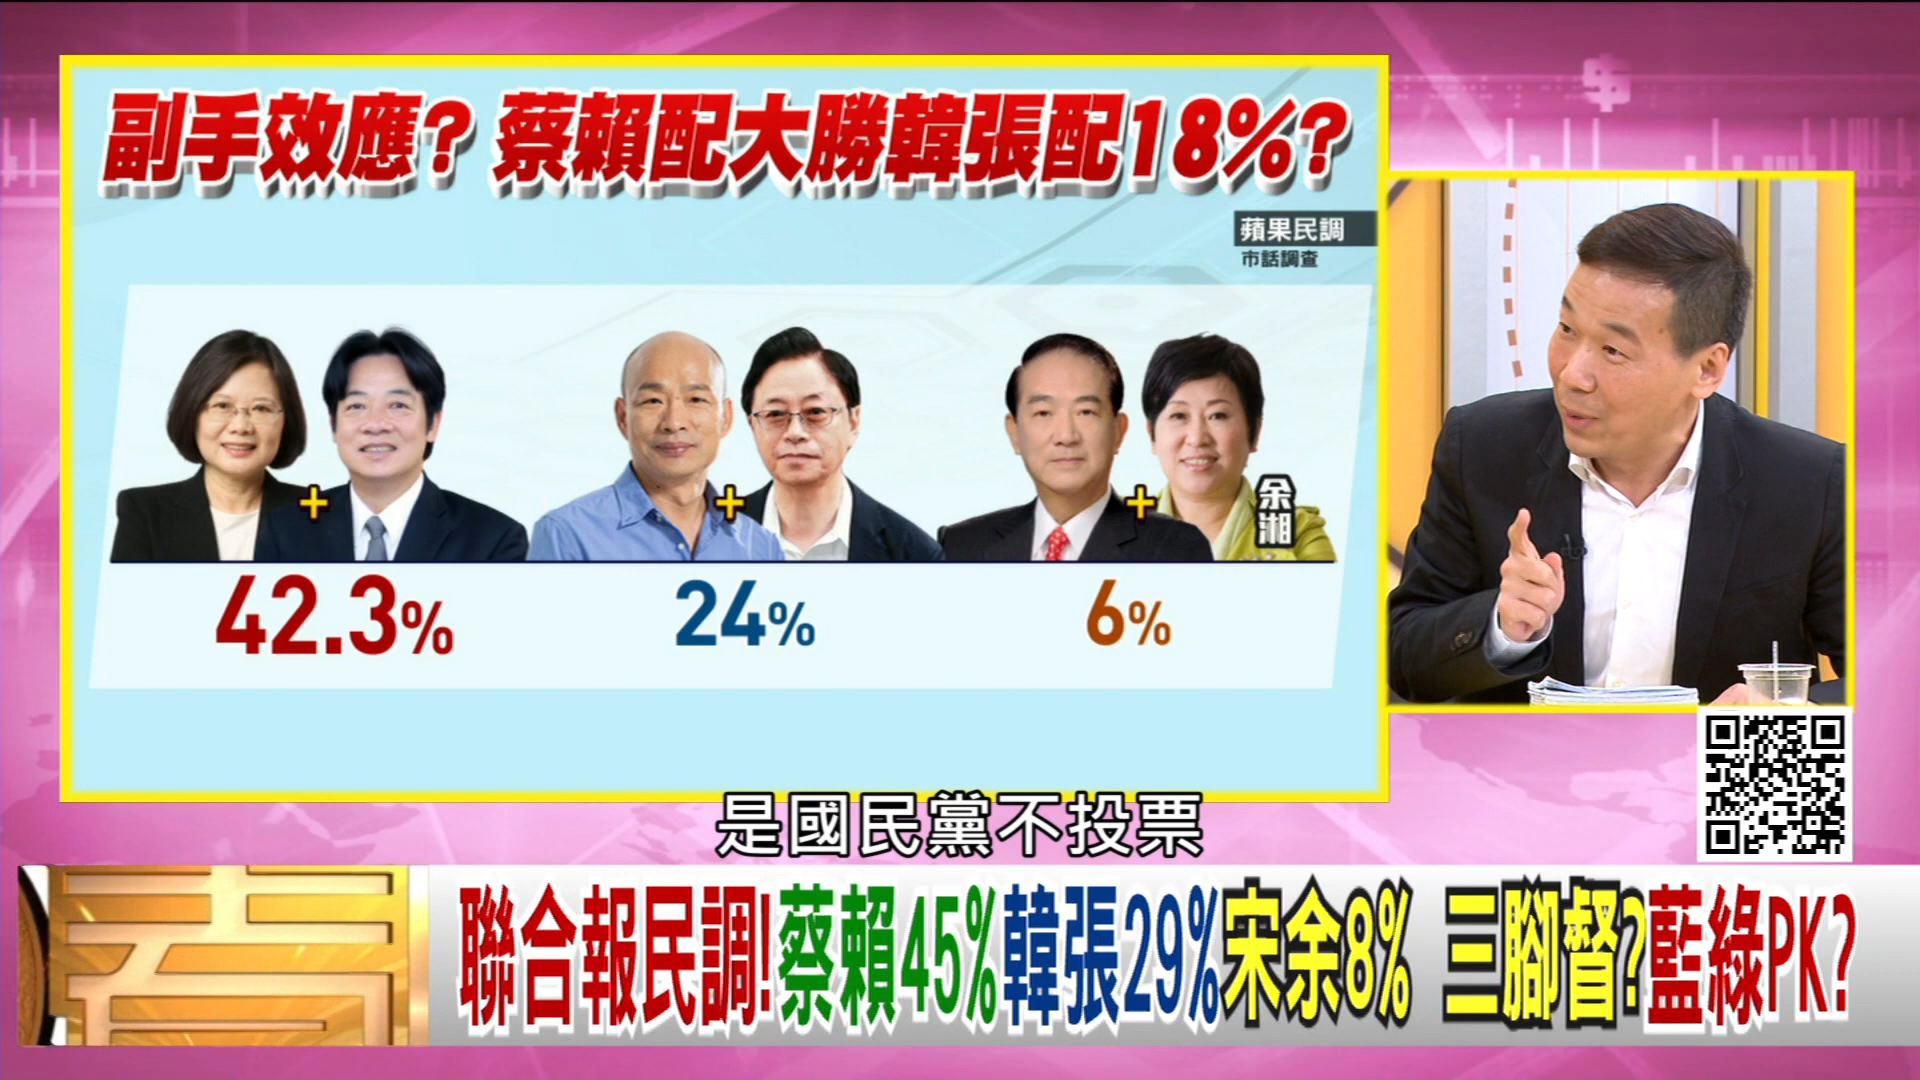 副手效應? 蔡賴配大勝韓張配18%?
蘋果民調
市話調查
+
+
+
余湘
42.3%
24%
6%
是國民黨不投票
聯合報民調!蔡賴45%韓張29%宋余8% 三腳督?藍綠PK?